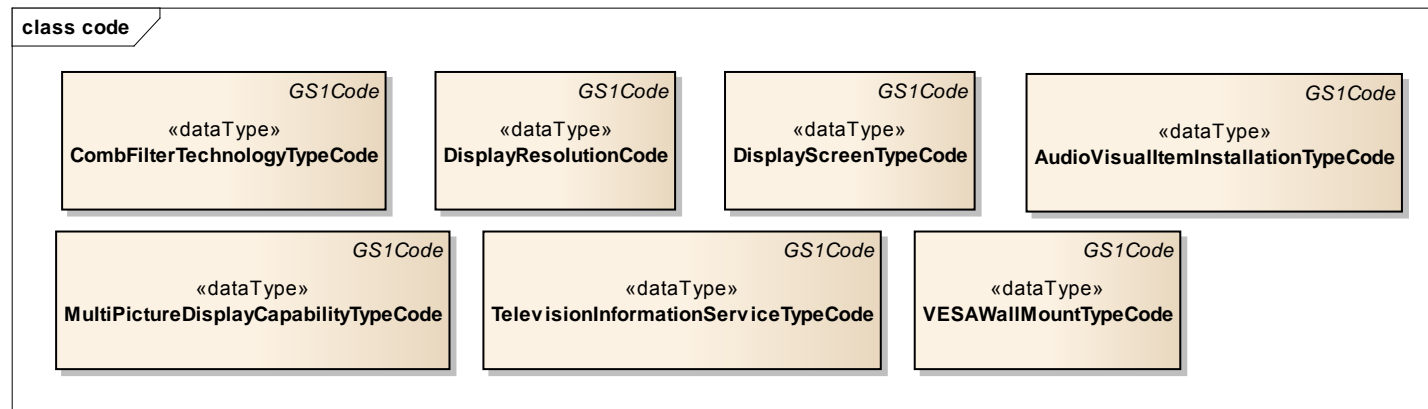 class code
GS1Code
«dataType»
CombFilterTechnologyTypeCode
GS1Code
«dataType»
DisplayResolutionCode
GS1Code
«dataType»
DisplayScreenTypeCode
GS1Code
«dataType»
AudioVisualItemInstallationTypeCode
GS1Code
«dataType»
MultiPictureDisplayCapabilityTypeCode
GS1Code
«dataType»
TelevisionInformationServiceTypeCode
GS1Code
«dataType»
VESAWallMountTypeCode